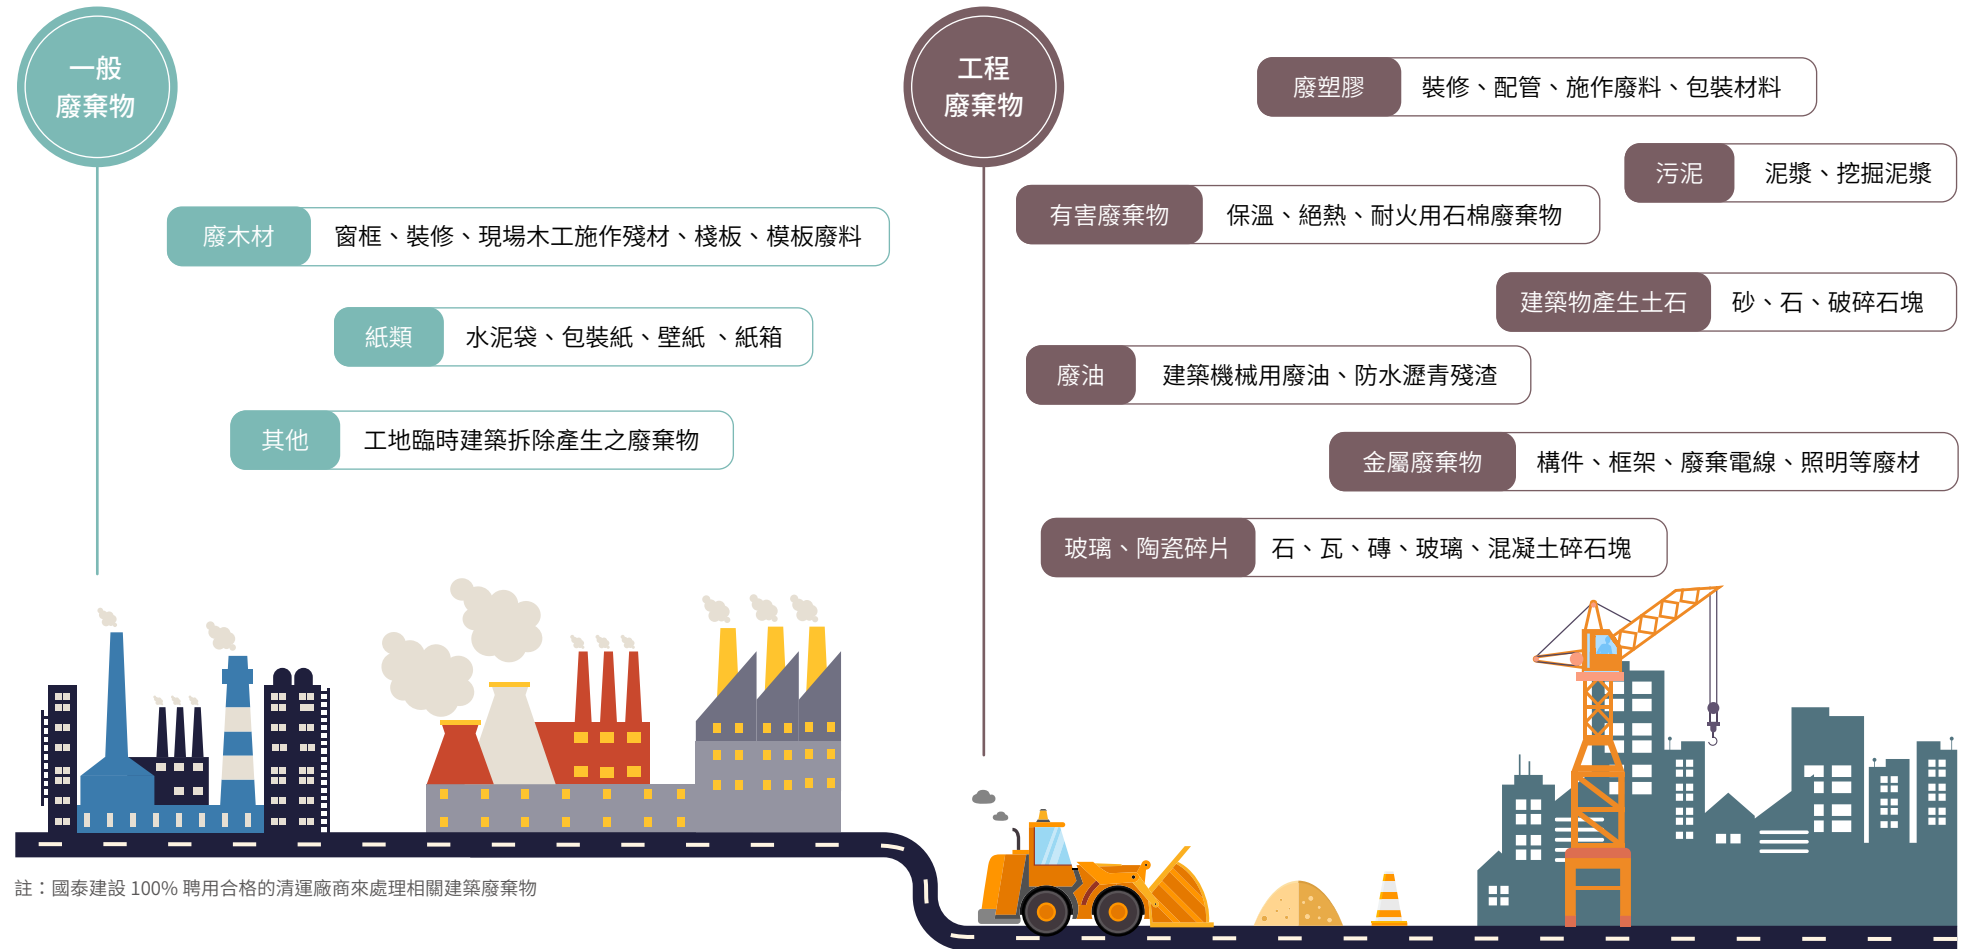 一般
廢棄物
廢木材
窗框、裝修、現場木工施作殘材、棧板、模板廢料
紙類
水泥袋、包裝紙、壁紙 、紙箱
其他
工地臨時建築拆除產生之廢棄物
工程
廢棄物
廢塑膠
裝修、配管、施作廢料、包裝材料
污泥
泥漿、挖掘泥漿
有害廢棄物
保溫、絕熱、耐火用石棉廢棄物
建築物產生土石
砂、石、破碎石塊
廢油
建築機械用廢油、防水瀝青殘渣
金屬廢棄物
構件、框架、廢棄電線、照明等廢材
玻璃、陶瓷碎片
石、瓦、磚、玻璃、混凝土碎石塊
註：國泰建設 100% 聘用合格的清運廠商來處理相關建築廢棄物